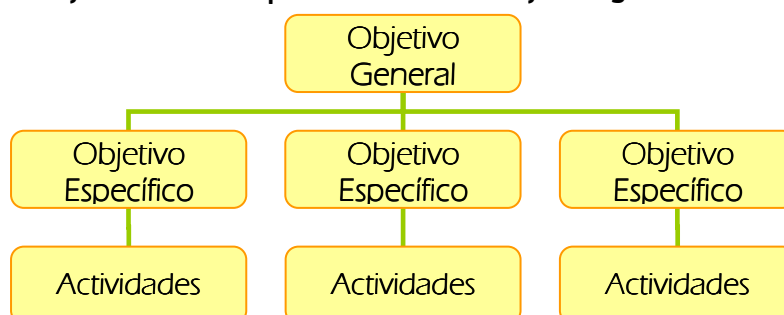 Objetivo
General
Objetivo
Específico
Objetivo
Específico
Objetivo
Específico
Actividades
Actividades
Actividades